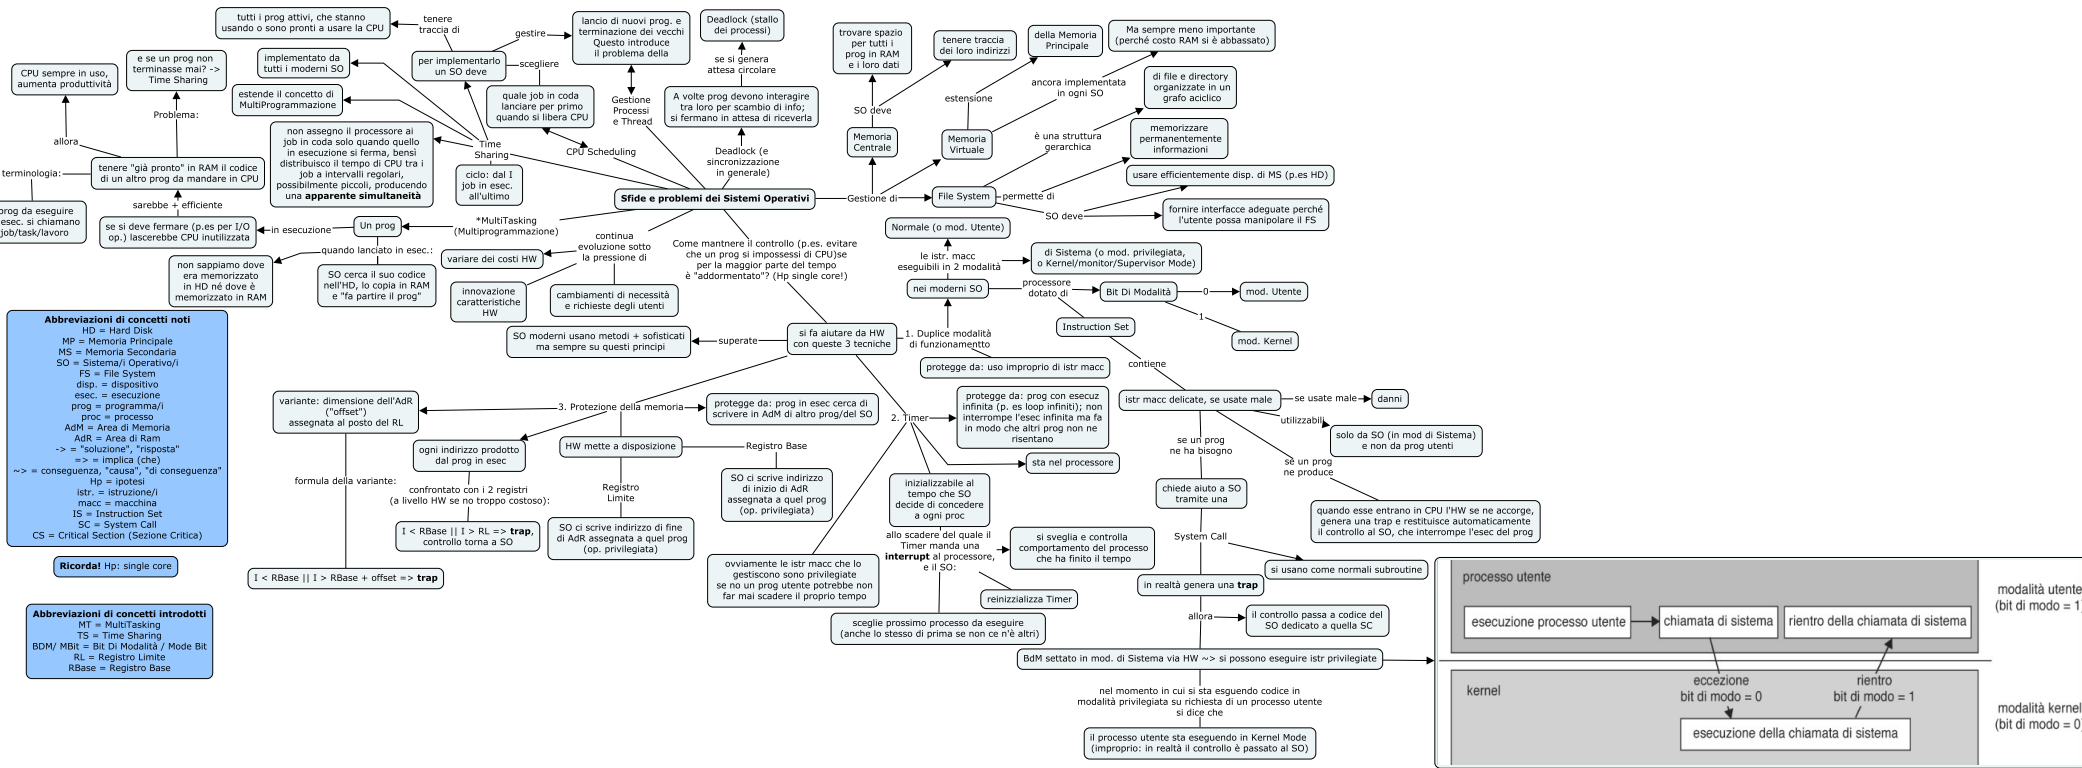 tutti i prog attivi, che stanno
usando o sono pronti a usare la CPU
tenere
traccia di
implementato da
tutti i moderni SO
per implementarlo
un SO deve
gestire
scegliere
lancio di nuovi prog. e
terminazione dei vecchi
Questo introduce
il problema della
Deadlock (stallo
dei processi)
se si genera
attesa circolare
A volte prog devono interagire
tra loro per scambio di info;
si fermano in attesa di riceverla
Deadlock (e
sincronizzazione
in generale)
Gestione
Processi
e Thread
quale job in coda
lanciare per primo
quando si libera CPU
CPU Scheduling
e se un prog non
terminasse mai? ->
Time Sharing
CPU sempre in uso,
aumenta produttività
Problema:
allora
estende il concetto di
MultiProgrammazione
non assegno il processore ai
job in coda solo quando quello
in esecuzione si ferma, bensì
distribuisco il tempo di CPU tra i
job a intervalli regolari,
possibilmente piccoli, producendo
una apparente simultaneità
Time
Sharing
ciclo: dal I
job in esec.
all'ultimo
terminologia:
tenere "già pronto" in RAM il codice
di un altro prog da mandare in CPU
prog da eseguire
esec. si chiamano
job/task/lavoro
sarebbe + efficiente
se si deve fermare (p.es per I/O
op.) lascerebbe CPU inutilizzata
in esecuzione
Un prog
*MultiTasking
(Multiprogrammazione)
quando lanciato in esec.:
non sappiamo dove
era memorizzato
in HD né dove è
memorizzato in RAM
SO cerca il suo codice
nell'HD, lo copia in RAM
e "fa partire il prog"
Sfide e problemi dei Sistemi Operativi
continua
evoluzione sotto
la pressione di
variare dei costi HW
innovazione
caratteristiche
HW
cambiamenti di necessità
e richieste degli utenti
Gestione di
trovare spazio
per tutti i
prog in RAM
e i loro dati
tenere traccia
dei loro indirizzi
SO deve
Memoria
Centrale
della Memoria
Principale
Ma sempre meno importante
(perché costo RAM si è abbassato)
estensione
ancora implementata
in ogni SO
Memoria
Virtuale
di file e directory
organizzate in un
grafo aciclico
è una struttura
gerarchica
memorizzare
permanentemente
informazioni
File System
permette di
usare efficientemente disp. di MS (p.es HD)
SO deve
fornire interfacce adeguate perché
l'utente possa manipolare il FS
Come mantnere il controllo (p.es. evitare
che un prog si impossessi di CPU)se
per la maggior parte del tempo
è "addormentato"? (Hp single core!)
si fa aiutare da HW
con queste 3 tecniche
superate
SO moderni usano metodi + sofisticati
ma sempre su questi principi
1. Duplice modalità
di funzionamentto
protegge da: uso improprio di istr macc
Normale (o mod. Utente)
le istr. macc
eseguibili in 2 modalità
di Sistema (o mod. privilegiata,
o Kernel/monitor/Supervisor Mode)
nei moderni SO
processore
dotato di
Bit Di Modalità
0
mod. Utente
1
mod. Kernel
Instruction Set
contiene
istr macc delicate, se usate male
se usate male
danni
utilizzabili
solo da SO (in mod di Sistema)
e non da prog utenti
se un prog
ne ha bisogno
se un prog
ne produce
chiede aiuto a SO
tramite una
quando esse entrano in CPU l'HW se ne accorge,
genera una trap e restituisce automaticamente
il controllo al SO, che interrompe l'esec del prog
System Call
si usano come normali subroutine
in realtà genera una trap
allora
il controllo passa a codice del
SO dedicato a quella SC
BdM settato in mod. di Sistema via HW ~> si possono eseguire istr privilegiate
nel momento in cui si sta esguendo codice in
modalità privilegiata su richiesta di un processo utente
si dice che
il processo utente sta eseguendo in Kernel Mode
(improprio: in realtà il controllo è passato al SO)
2. Timer
protegge da: prog con esecuz
infinita (p. es loop infiniti); non
interrompe l'esec infinita ma fa
in modo che altri prog non ne
risentano
sta nel processore
inizializzabile al
tempo che SO
decide di concedere
a ogni proc
allo scadere del quale il
Timer manda una
interrupt al processore,
e il SO:
si sveglia e controlla
comportamento del processo
che ha finito il tempo
reinizzializza Timer
sceglie prossimo processo da eseguire
(anche lo stesso di prima se non ce n'è altri)
ovviamente le istr macc che lo
gestiscono sono privilegiate
se no un prog utente potrebbe non
far mai scadere il proprio tempo
3. Protezione della memoria
protegge da: prog in esec cerca di
scrivere in AdM di altro prog/del SO
variante: dimensione dell'AdR
("offset")
assegnata al posto del RL
formula della variante:
I < RBase || I > RBase + offset => trap
ogni indirizzo prodotto
dal prog in esec
confrontato con i 2 registri
(a livello HW se no troppo costoso):
I < RBase || I > RL => trap,
controllo torna a SO
HW mette a disposizione
Registro Base
SO ci scrive indirizzo
di inizio di AdR
assegnata a quel prog
(op. privilegiata)
Registro
Limite
SO ci scrive indirizzo di fine
di AdR assegnata a quel prog
(op. privilegiata)
Abbreviazioni di concetti noti
HD = Hard Disk
MP = Memoria Principale
MS = Memoria Secondaria
SO = Sistema/i Operativo/i
FS = File System
disp. = dispositivo
esec. = esecuzione
prog = programma/i
proc = processo
AdM = Area di Memoria
AdR = Area di Ram
-> = "soluzione", "risposta"
=> = implica (che)
~> = conseguenza, "causa", "di conseguenza"
Hp = ipotesi
istr. = istruzione/i
macc = macchina
IS = Instruction Set
SC = System Call
CS = Critical Section (Sezione Critica)
Ricorda! Hp: single core
Abbreviazioni di concetti introdotti
MT = MultiTasking
TS = Time Sharing
BDM/ MBit = Bit Di Modalità / Mode Bit
RL = Registro Limite
RBase = Registro Base
processo utente
esecuzione processo utente
chiamata di sistema
rientro della chiamata di sistema
modalità utente
(bit di modo = 1)
kernel
eccezione
bit di modo = 0
rientro
bit di modo = 1
esecuzione della chiamata di sistema
modalità kernel
(bit di modo = 0)